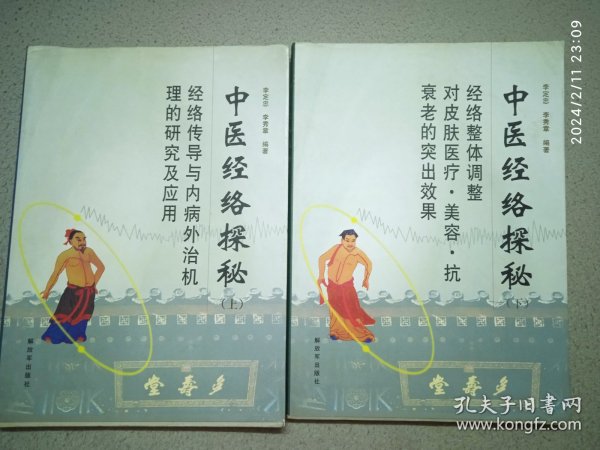 李定忠 李秀章 编著
中医经络探秘
（上）
经络传导与内病外治机
理的研究及应用
解放军出版社
堂寿多
李定忠 李秀章 编著
中医经络探秘
（下）
经络整体调整
对皮肤医疗·美容·抗
衰老的突出效果
解放军出版社
堂寿多
2024/2/11 23:09
孔夫子旧书网
www.kongfz.com